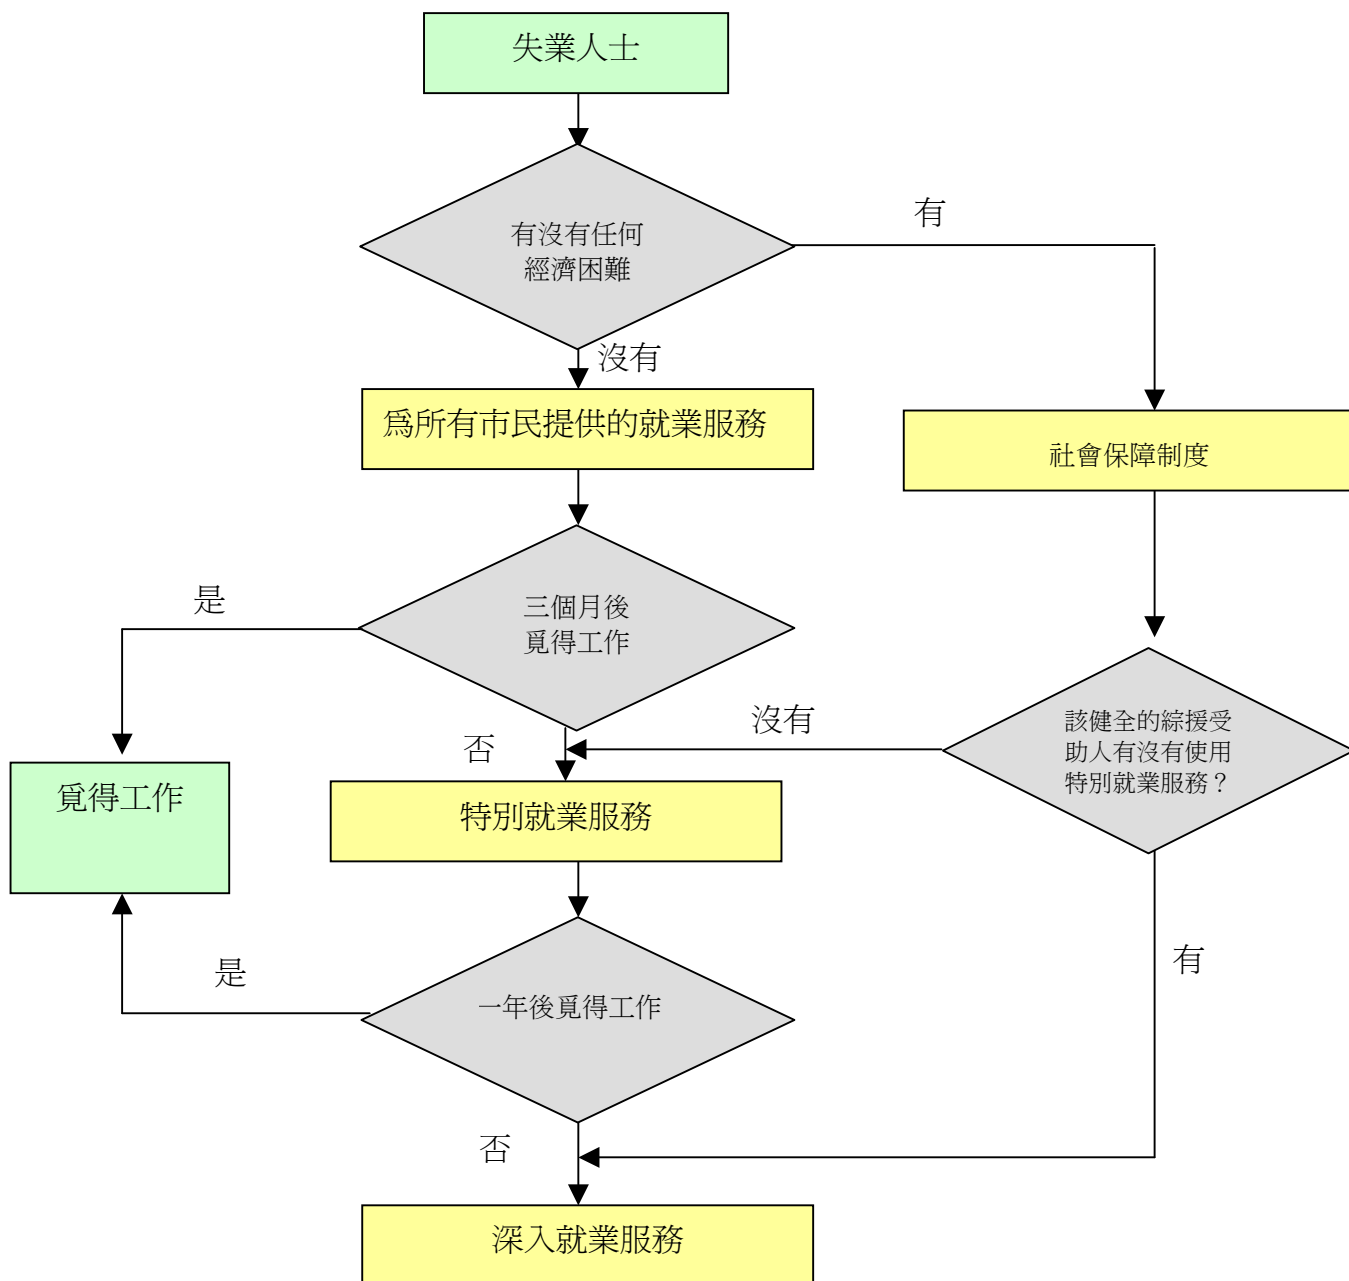 失業人士
有
有沒有任何
經濟困難
沒有
爲所有市民提供的就業服務
社會保障制度
是
三個月後
覓得工作
沒有
該健全的綜援受
助人有沒有使用
特別就業服務？
否
覓得工作
特別就業服務
有
是
一年後覓得工作
否
深入就業服務